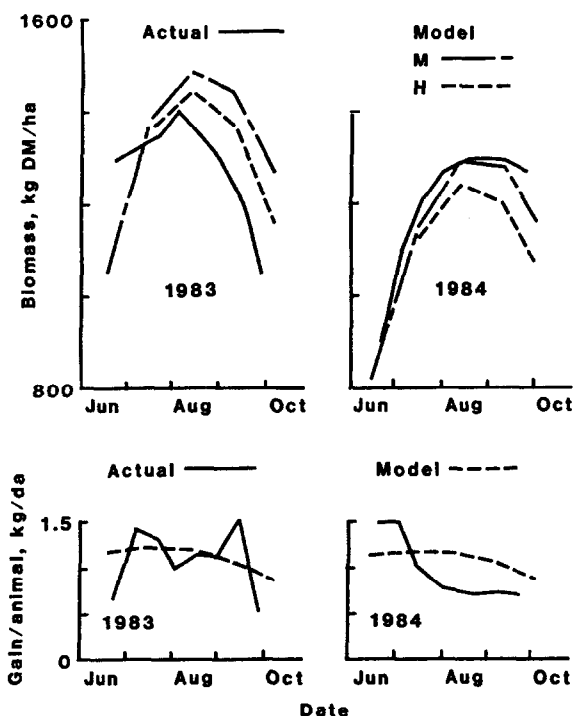 1600
Actual
Model
M
H
Biomass, kg DM/ha
1983
1984
800
Jun Aug Oct
Jun Aug Oct
Actual
Model
1.5
Gain/animal, kg/da
1983
1984
0
Jun Aug Oct
Jun Aug Oct
Date